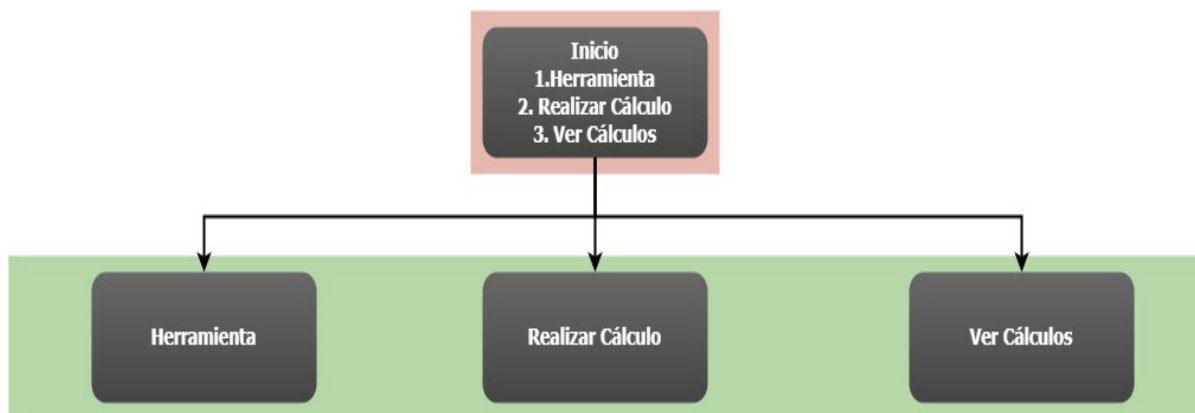 Inicio
1.Herramienta
2. Realizar Cálculo
3. Ver Cálculos
Herramienta
Realizar Cálculo
Ver Cálculos